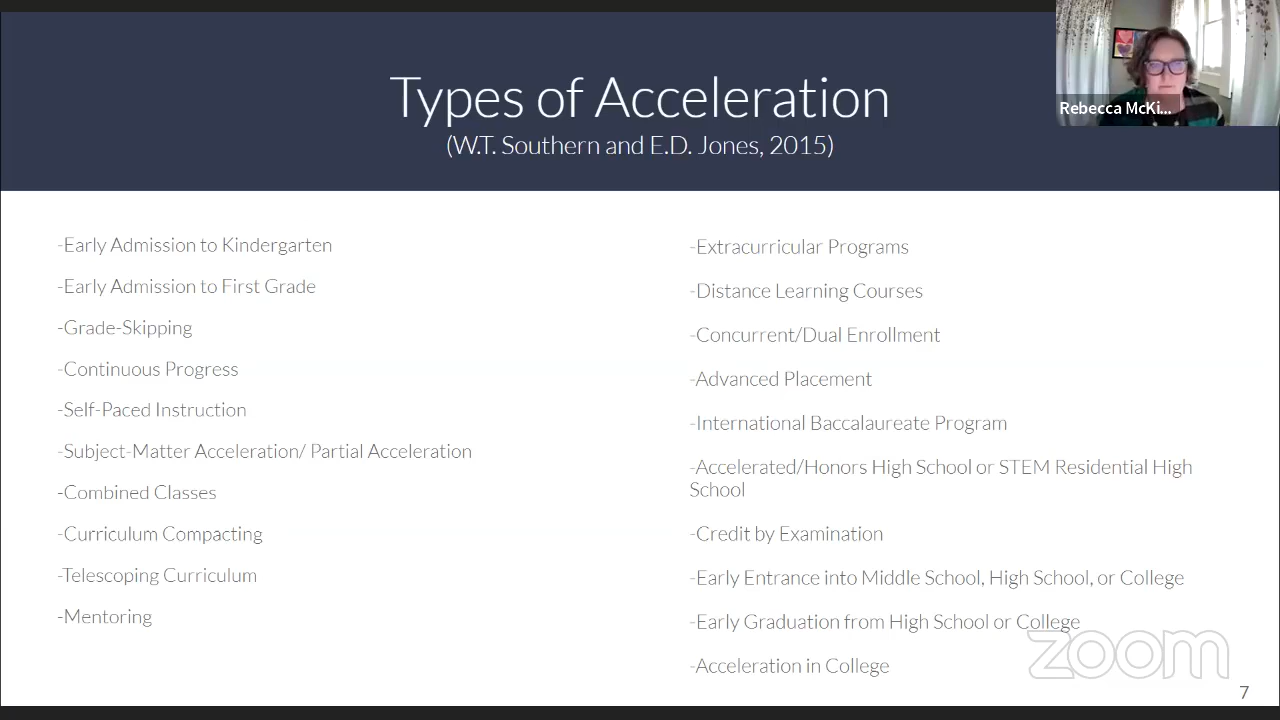 Types of Acceleration
(W.T. Southern and E.D. Jones, 2015)
Rebecca McKi...
-Early Admission to Kindergarten
-Early Admission to First Grade
-Grade-Skipping
-Continuous Progress
-Self-Paced Instruction
-Subject-Matter Acceleration/ Partial Acceleration
-Combined Classes
-Curriculum Compacting
-Telescoping Curriculum
-Mentoring
-Extracurricular Programs
-Distance Learning Courses
-Concurrent/Dual Enrollment
-Advanced Placement
-International Baccalaureate Program
-Accelerated/Honors High School or STEM Residential High
School
-Credit by Examination
-Early Entrance into Middle School, High School, or College
-Early Graduation from High School or College
-Acceleration in College
zoom
7